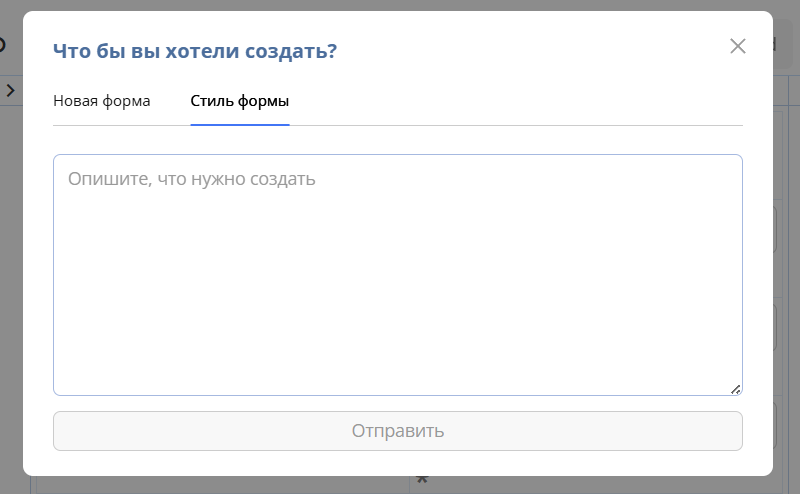 Что бы вы хотели создать?
Новая форма
Стиль формы
Опишите, что нужно создать
Отправить
*